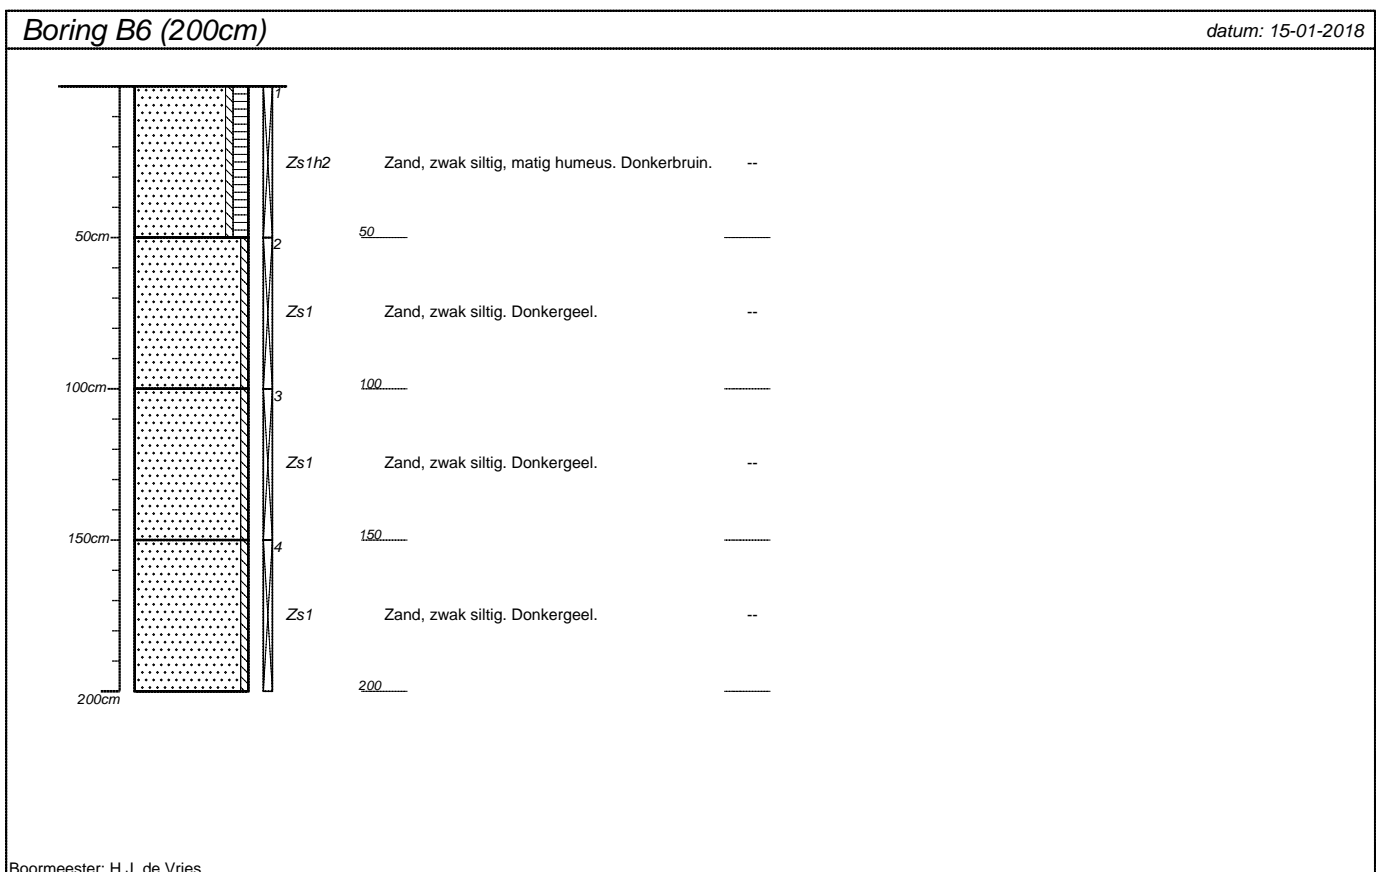 Boring B6 (200cm) datum: 15-01-2018
1
Zs1h2 Zand, zwak siltig, matig humeus. Donkerbruin. --
50cm 2 50
Zs1 Zand, zwak siltig. Donkergeel. --
100cm 3 100
Zs1 Zand, zwak siltig. Donkergeel. --
150cm 4 150
Zs1 Zand, zwak siltig. Donkergeel. --
200cm 200
Boormeester: H.J. de Vries